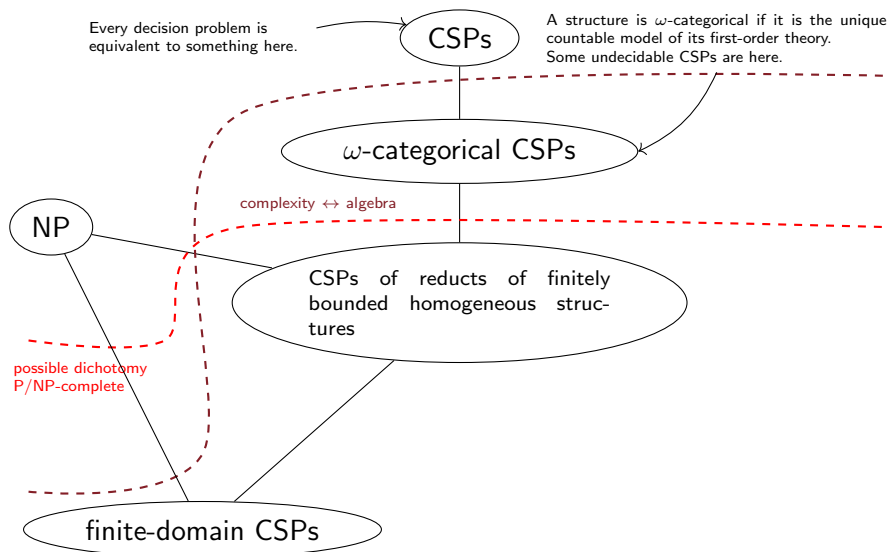 Every decision problem is
equivalent to something here.
CSPs
A structure is ω-categorical if it is the unique
countable model of its first-order theory.
Some undecidable CSPs are here.
ω-categorical CSPs
complexity ↔ algebra
NP
CSPs of reducts of finitely
bounded homogeneous struc-
tures
possible dichotomy
P/NP-complete
finite-domain CSPs